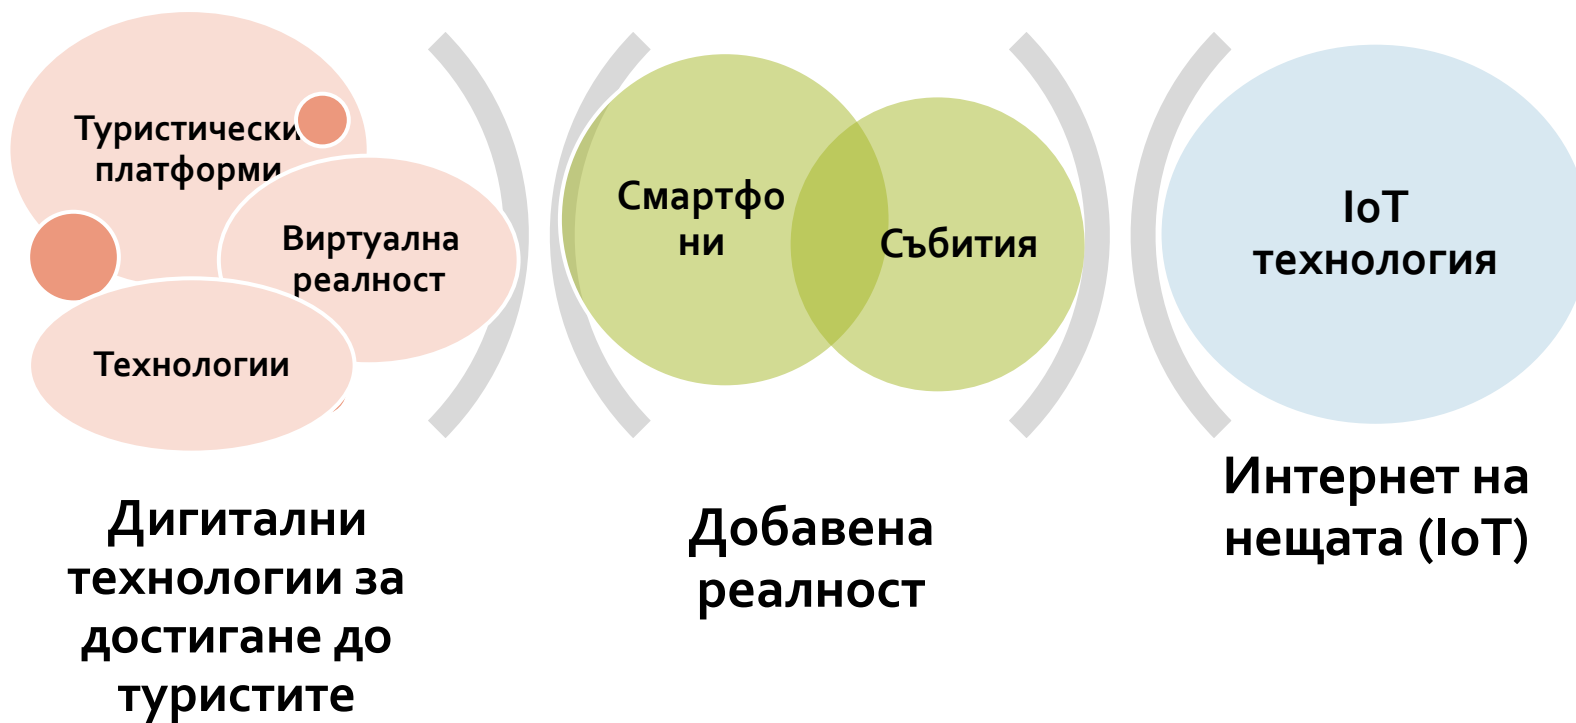 Туристически
платформи
Виртуална
реалност
Технологии
Дигитални
технологии за
достигане до
туристите
Смартфо
ни
Събития
Добавена
реалност
IoT
технология
Интернет на
нещата (IoT)